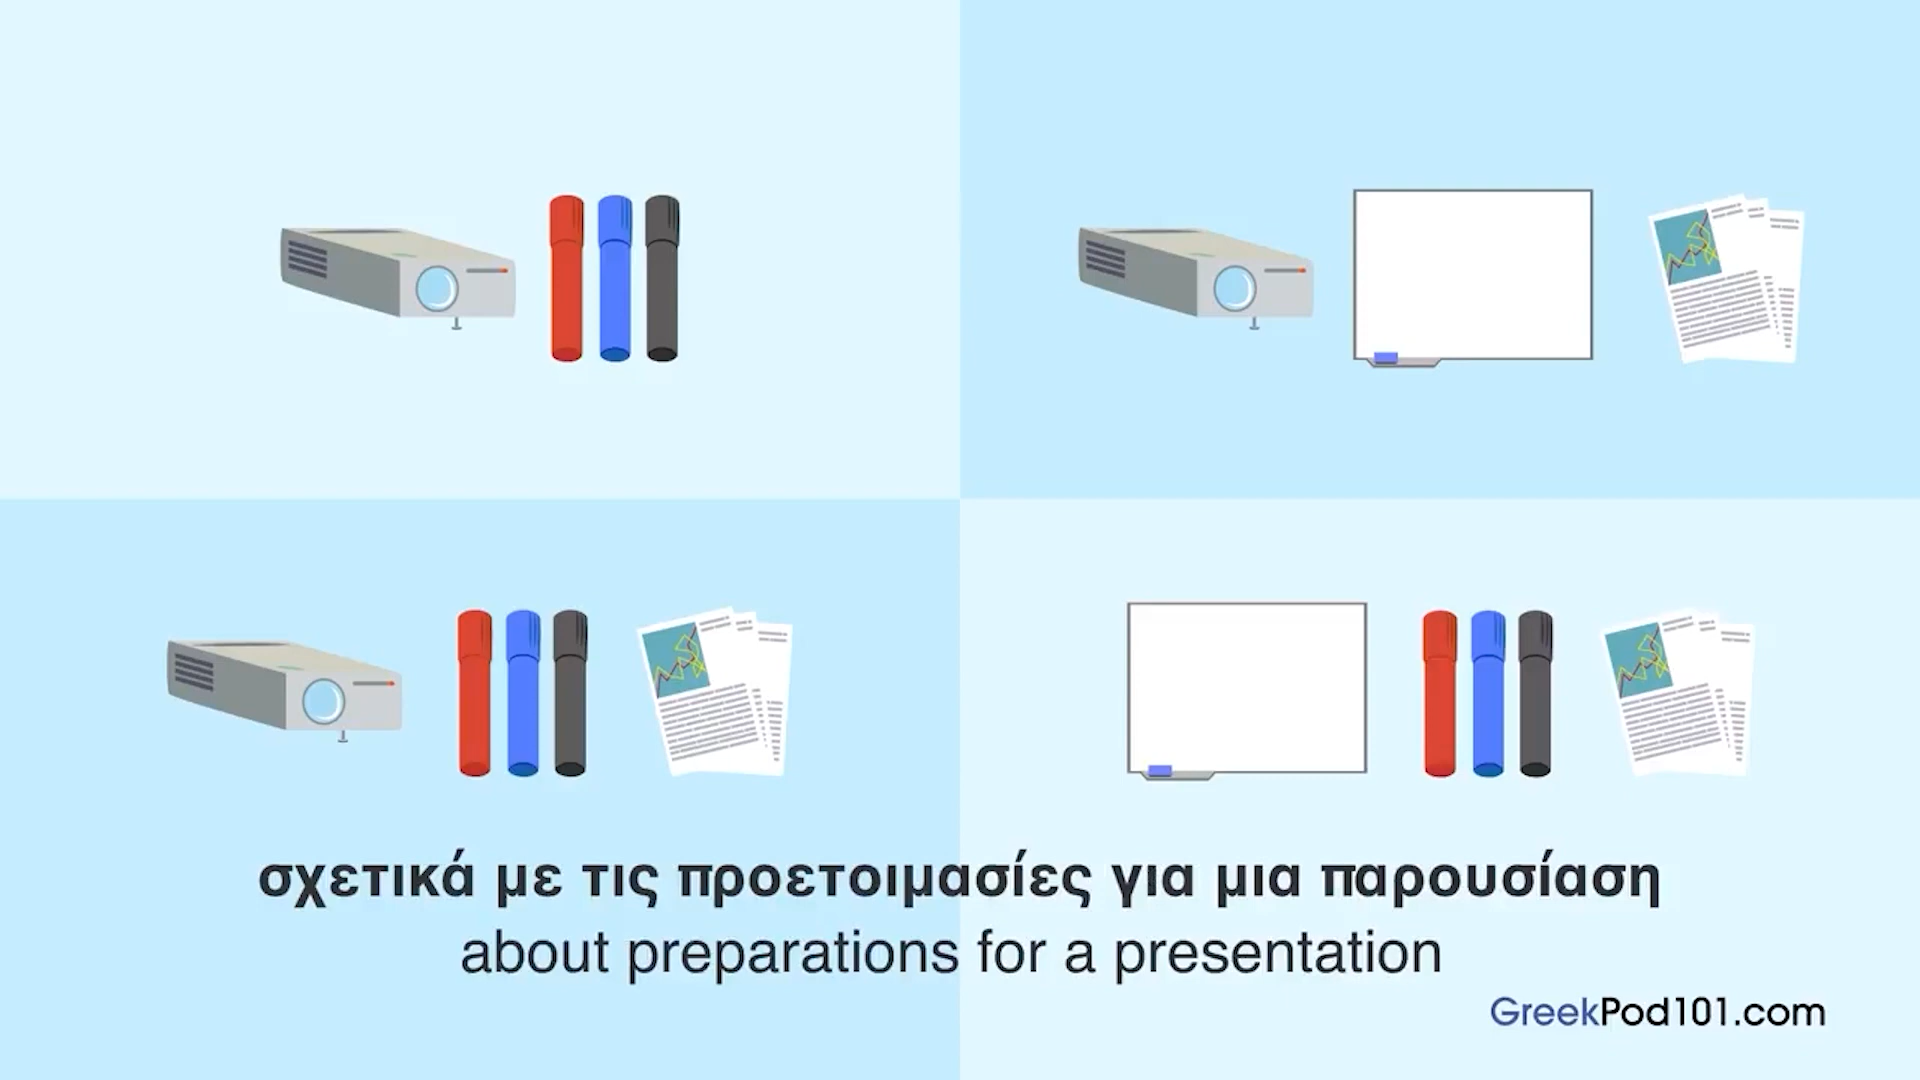 σχετικά με τις προετοιμασίες για μια παρουσίαση
about preparations for a presentation
GreekPod101.com